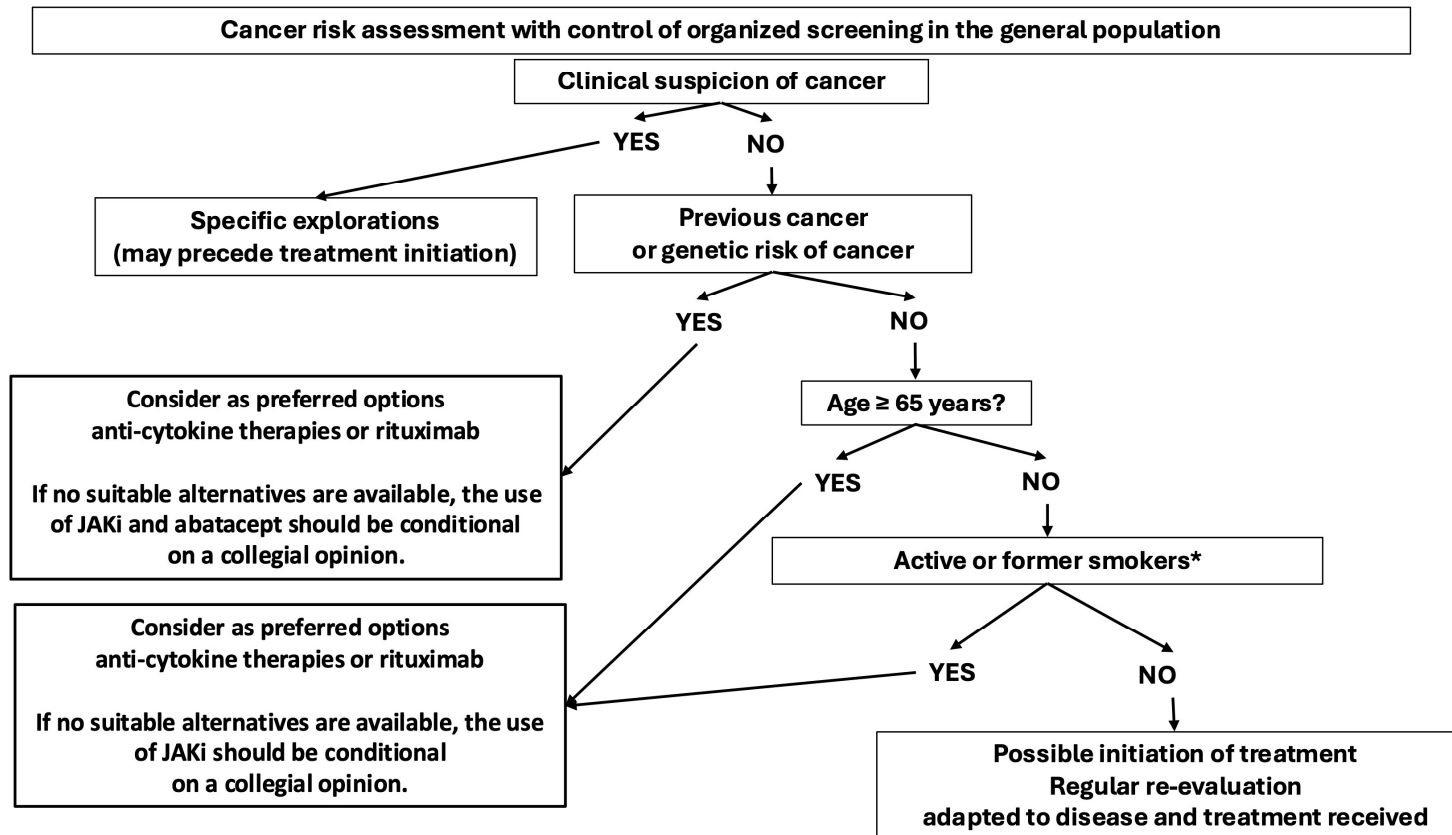 Cancer risk assessment with control of organized screening in the general population
Clinical suspicion of cancer
YES
NO
Specific explorations
(may precede treatment initiation)
Previous cancer
or genetic risk of cancer
YES
NO
Consider as preferred options
anti-cytokine therapies or rituximab
If no suitable alternatives are available, the use
of JAKi and abatacept should be conditional
on a collegial opinion.
Age ≥ 65 years?
YES
NO
Active or former smokers*
Consider as preferred options
anti-cytokine therapies or rituximab
If no suitable alternatives are available, the use
of JAKi should be conditional
on a collegial opinion.
YES
NO
Possible initiation of treatment
Regular re-evaluation
adapted to disease and treatment received